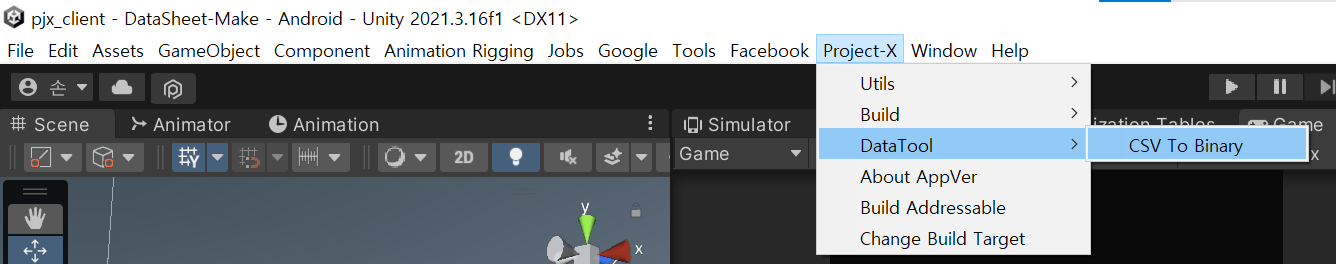 pjx_client - DataSheet-Make - Android - Unity 2021.3.16f1 <DX11>
File Edit Assets GameObject Component Animation Rigging Jobs Google Tools Facebook Project-X Window Help
손
Utils
Scene Animator Animation Simulator Build ization Tables Game
2D Game DataTool CSV To Binary x
About AppVer
Build Addressable
y
Change Build Target
x